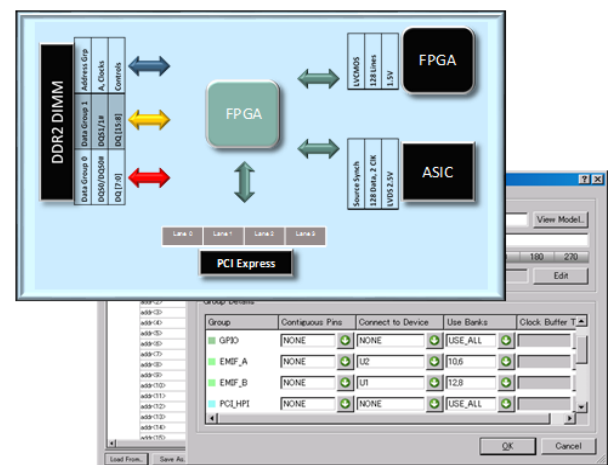 DDR2 DIMM
Address Grp
A, Clocks
Controls
Data Group 1
DQS1/1#
DQ [15:8]
Data Group 0
DQS0/DQS0#
DQ [7:0]
FPGA
LVCMOS
128 Lines
1.5V
FPGA
Source Synch
128 Data, 2 ClK
LVDS 2.5V
ASIC
Lane 0 Lane 1 Lane 2 Lane 3
PCI Express
View Model..
180 270
Edit
Group Details
Group Contiguous Pins Connect to Device Use Banks Clock Buffer T
GPIO NONE NONE USE_ALL
EMIF_A NONE U2 10,6
EMIF_B NONE U1 12,8
PCI_HPI NONE NONE USE_ALL
addr(2)
addr(3)
addr(4)
addr(5)
addr(6)
addr(7)
addr(8)
addr(9)
addr(10)
addr(11)
addr(12)
addr(13)
addr(14)
addr(15)
OK Cancel
Load From.. Save As.